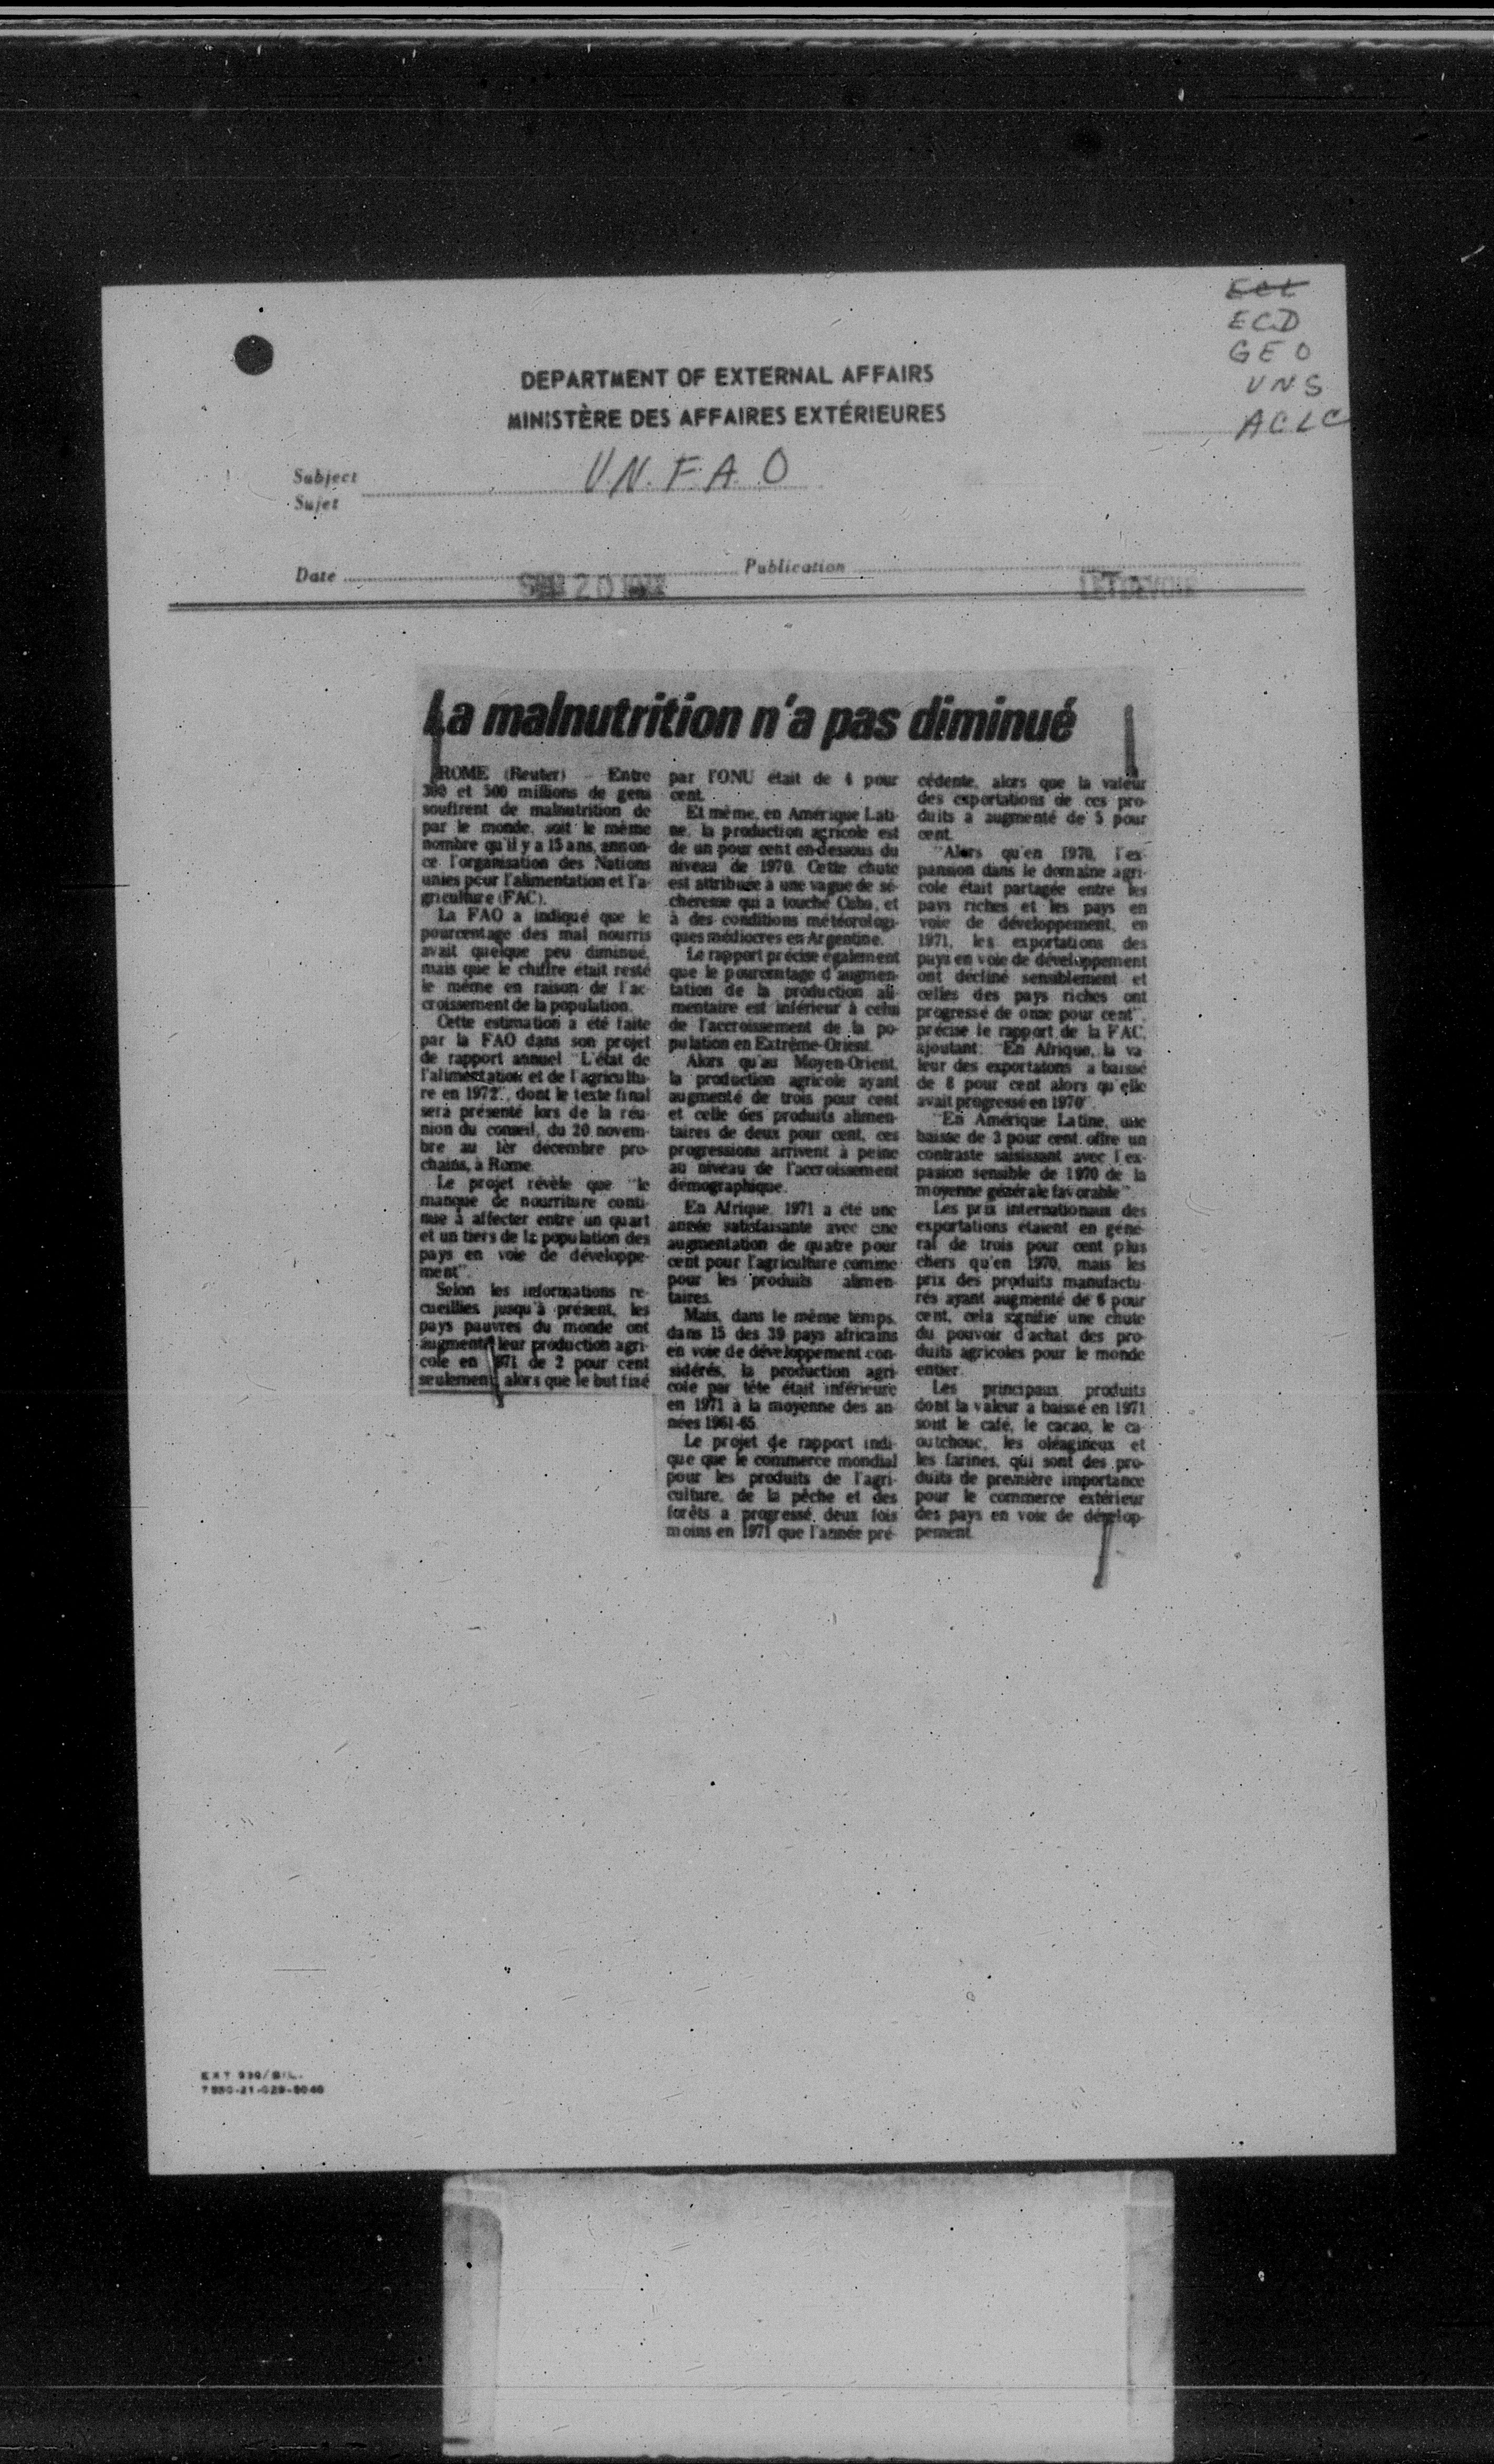 Ecl
ECD
GEO
UNS
ACLC
DEPARTMENT OF EXTERNAL AFFAIRS
MINISTÈRE DES AFFAIRES EXTÉRIEURES
Subject U.N. F.A.O
Sujet
Date SEP 20 1972 Publication LE DEVOIR
La malnutrition n'a pas diminué
ROME (Reuter) - Entre
300 et 500 millions de gens
souffrent de malnutrition de
par le monde, soit le même
nombre qu'il y a 15 ans, annon-
ce l'organisation des Nations
unies pour l'alimentation et l'a-
griculture (FAC).
La FAO a indiqué que le
pourcentage des mal nourris
avait quelque peu diminué,
mais que le chiffre était resté
le même en raison de l'ac-
croissement de la population.
Cette estimation a été faite
par la FAO dans son projet
de rapport annuel "L'état de
l'alimentation et de l'agricultu-
re en 1972", dont le texte final
sera présenté lors de la réu-
nion du conseil, du 20 novem-
bre au 1er décembre pro-
chains, à Rome.
Le projet révèle que "le
manque de nourriture conti-
nue à affecter entre un quart
et un tiers de la population des
pays en voie de développe-
ment".
Selon les informations re-
cueillies jusqu'à présent, les
pays pauvres du monde ont
augmenté leur production agri-
cole en 1971 de 2 pour cent
seulement, alors que le but fixé
par l'ONU était de 4 pour
cent.
Et même, en Amérique Lati-
ne, la production agricole est
de un pour cent en-dessous du
niveau de 1970. Cette chute
est attribuée à une vague de sé-
cheresse qui a touché Cuba, et
à des conditions météorologi-
ques médiocres en Argentine.
Le rapport précise également
que le pourcentage d'augmen-
tation de la production ali-
mentaire est inférieur à celui
de l'accroissement de la po-
pulation en Extrême-Orient.
Alors qu'au Moyen-Orient,
la production agricole ayant
augmenté de trois pour cent
et celle des produits alimen-
taires de deux pour cent, ces
progressions arrivent à peine
au niveau de l'accroissement
démographique.
En Afrique, 1971 a été une
année satisfaisante avec une
augmentation de quatre pour
cent pour l'agriculture comme
pour les produits alimen-
taires.
Mais, dans le même temps,
dans 15 des 39 pays africains
en voie de développement con-
sidérés, la production agri-
cole par tête était inférieure
en 1971 à la moyenne des an-
nées 1961-65.
Le projet de rapport indi-
que que le commerce mondial
pour les produits de l'agri-
culture, de la pêche et des
forêts a progressé deux fois
moins en 1971 que l'année pré-
cédente, alors que la valeur
des exportations de ces pro-
duits a augmenté de 5 pour
cent.
"Alors qu'en 1970, l'ex-
pansion dans le domaine agri-
cole était partagée entre les
pays riches et les pays en
voie de développement, en
1971, les exportations des
pays en voie de développement
ont décliné sensiblement et
celles des pays riches ont
progressé de onze pour cent",
précise le rapport de la FAC,
ajoutant: "En Afrique, la va-
leur des exportatons a baissé
de 8 pour cent alors qu'elle
avait progressé en 1970".
"En Amérique Latine, une
baisse de 3 pour cent offre un
contraste saisissant avec l'ex-
pasion sensible de 1970 de la
moyenne générale favorable".
Les prix internationaux des
exportations étaient en géné-
ral de trois pour cent plus
chers qu'en 1970, mais les
prix des produits manufactu-
rés ayant augmenté de 6 pour
cent, cela signifie une chute
du pouvoir d'achat des pro-
duits agricoles pour le monde
entier.
Les principaux produits
dont la valeur a baissé en 1971
sont le café, le cacao, le ca-
outchouc, les oléagineux et
les farines, qui sont des pro-
duits de première importance
pour le commerce extérieur
des pays en voie de dévelop-
pement.
EXT 230/BIL.
7530-21-029-5040